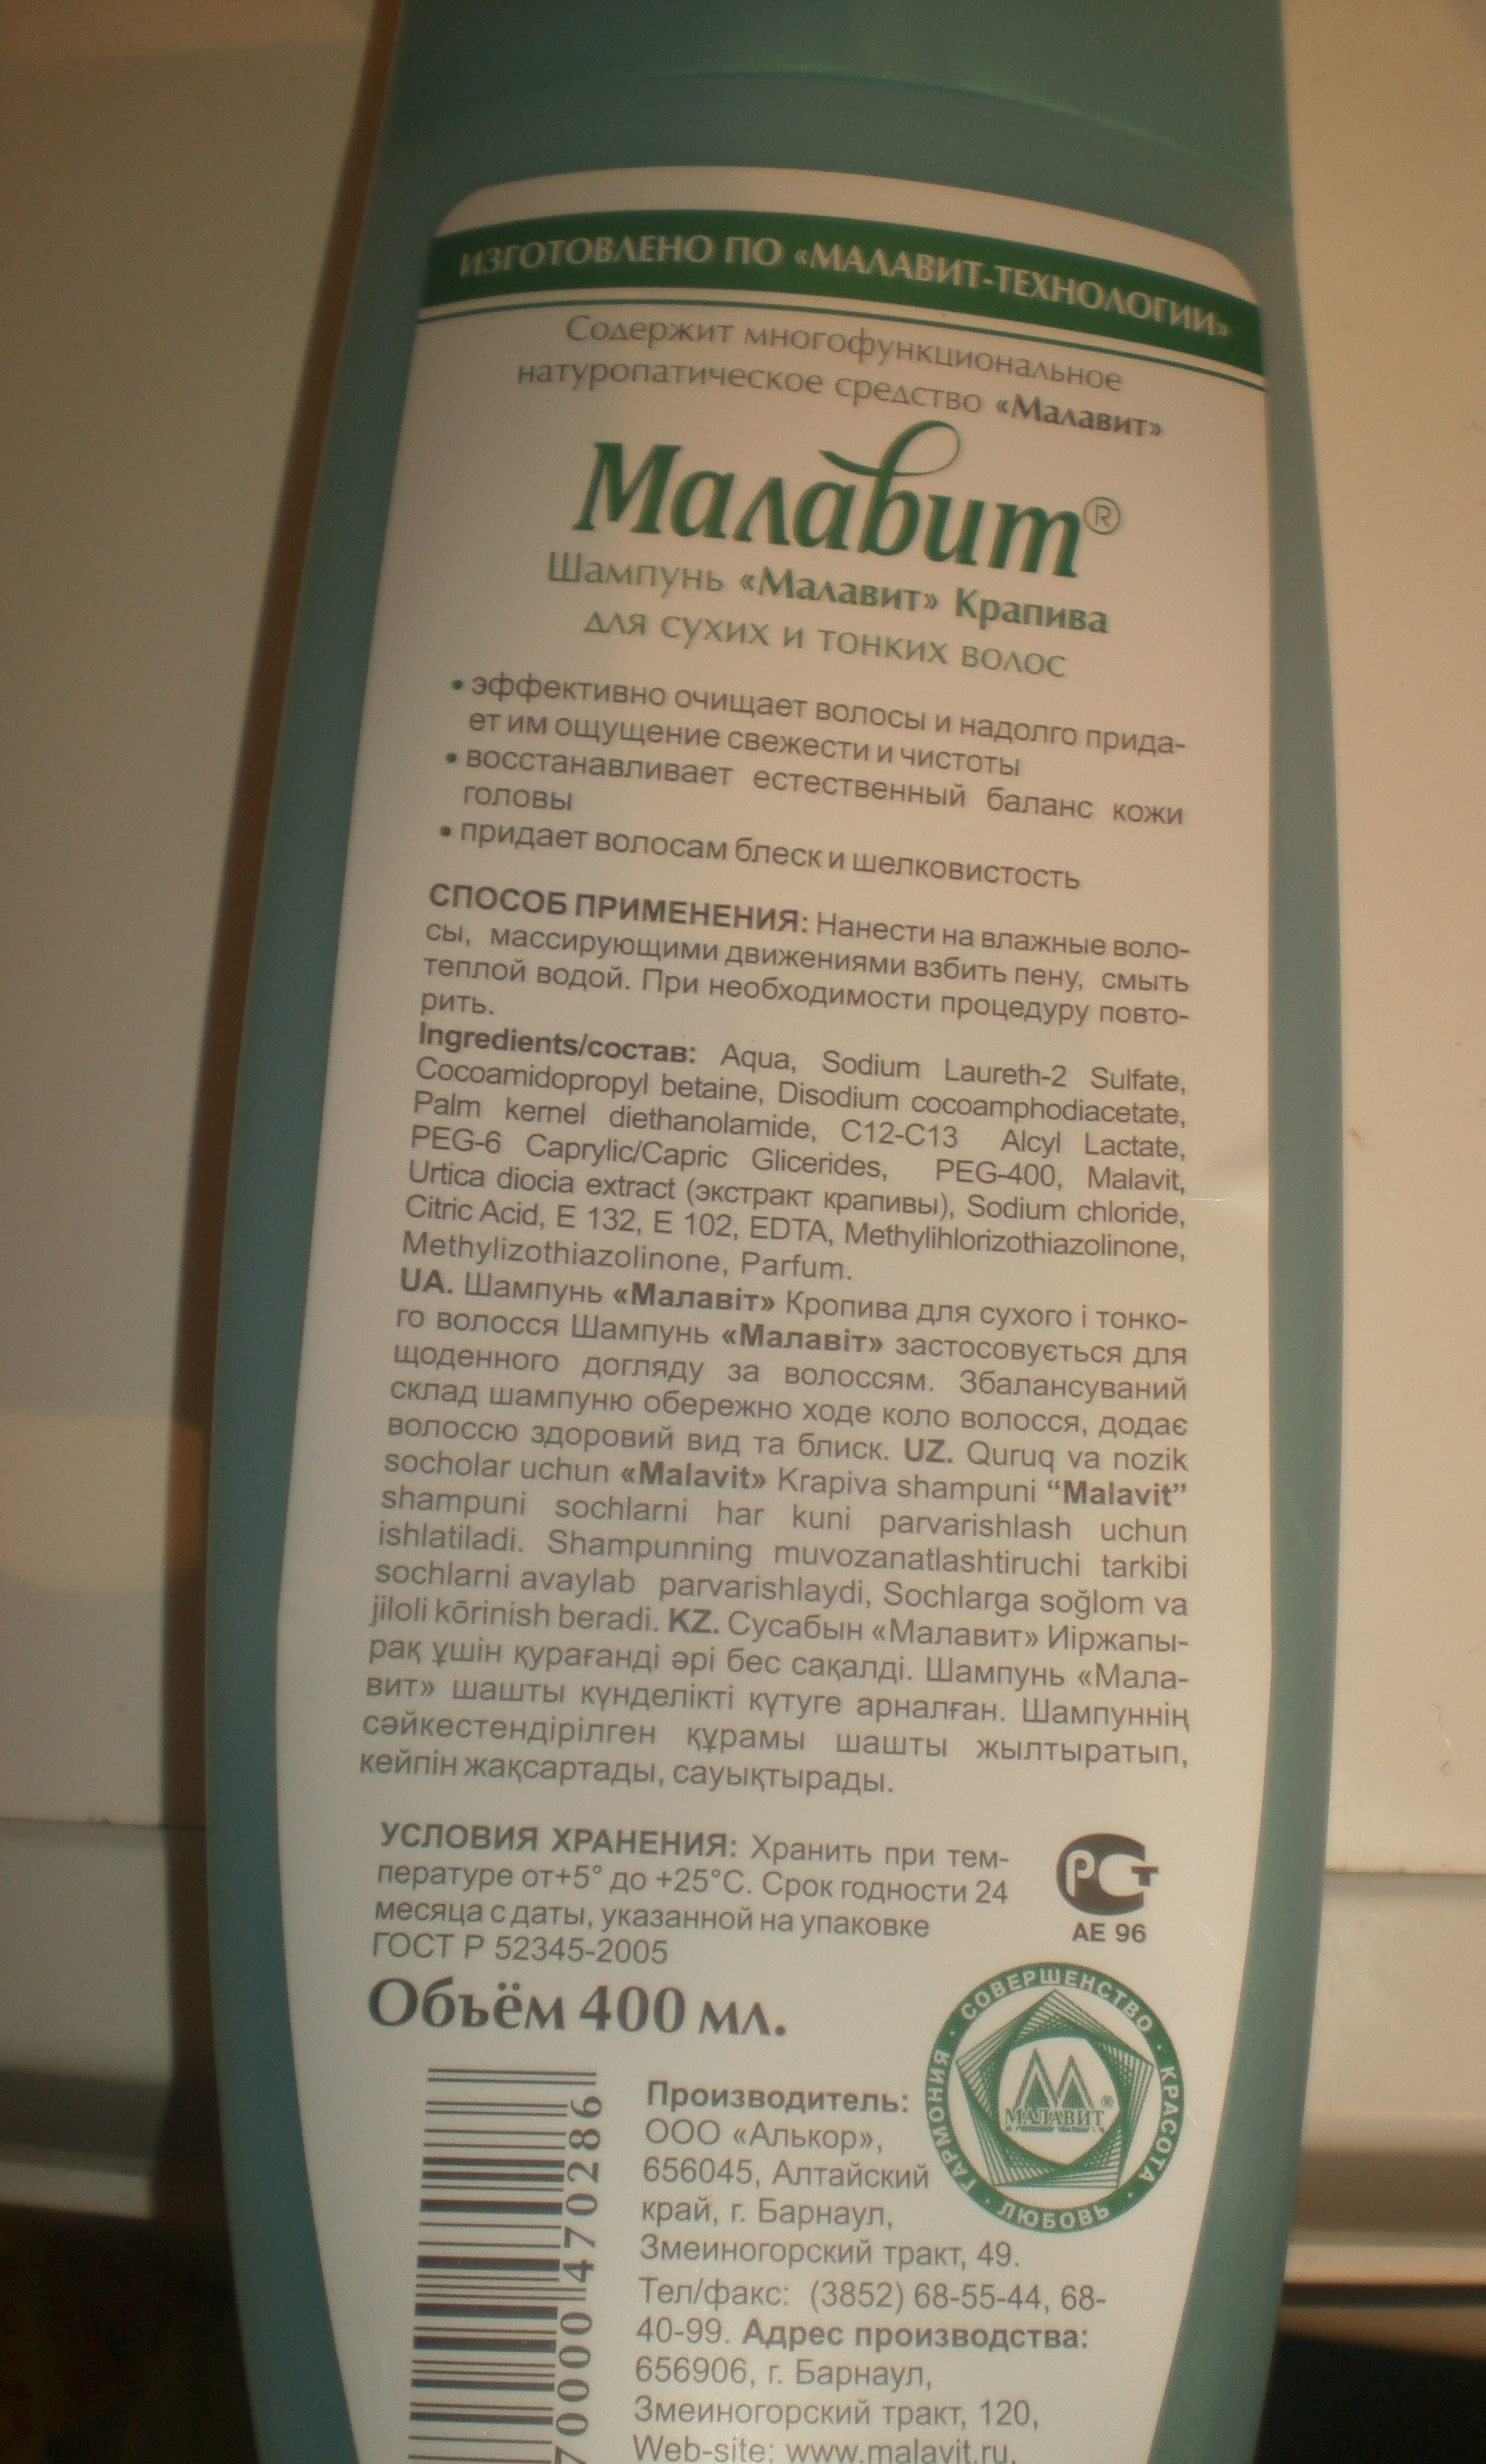 ИЗГОТОВЛЕНО ПО «МАЛАВИТ-ТЕХНОЛОГИИ»
Содержит многофункциональное
натуропатическое средство «Малавит»
Малавит®
Шампунь «Малавит» Крапива
для сухих и тонких волос
• эффективно очищает волосы и надолго прида-
ет им ощущение свежести и чистоты
• восстанавливает естественный баланс кожи
головы
• придает волосам блеск и шелковистость
СПОСОБ ПРИМЕНЕНИЯ: Нанести на влажные воло-
сы, массирующими движениями взбить пену, смыть
теплой водой. При необходимости процедуру повто-
рить.
Ingredients/состав: Aqua, Sodium Laureth-2 Sulfate,
Cocoamidopropyl betaine, Disodium cocoamphodiacetate,
Palm kernel diethanolamide, C12-C13 Alcyl Lactate,
PEG-6 Caprylic/Capric Glicerides, PEG-400, Malavit,
Urtica diocia extract (экстракт крапивы), Sodium chloride,
Citric Acid, E 132, E 102, EDTA, Methylihlorizothiazolinone,
Methylizothiazolinone, Parfum.
UA. Шампунь «Малавіт» Кропива для сухого і тонко-
го волосся Шампунь «Малавіт» застосовується для
щоденного догляду за волоссям. Збалансуваний
склад шампуню обережно ходе коло волосся, додає
волоссю здоровий вид та блиск. UZ. Quruq va nozik
socholar uchun «Malavit» Krapiva shampuni “Malavit”
shampuni sochlarni har kuni parvarishlash uchun
ishlatiladi. Shampunning muvozanatlashtiruchi tarkibi
sochlarni avaylab parvarishlaydi, Sochlarga soğlom va
jiloli kōrinish beradi. KZ. Сусабын «Малавит» Иіржапы-
рақ ұшін қурағанді әрі бес сақалді. Шампунь «Мала-
вит» шашты күнделікті күтуге арналған. Шампуннің
сәйкестендірілген құрамы шашты жылтыратып,
кейпін жақсартады, сауықтырады.
УСЛОВИЯ ХРАНЕНИЯ: Хранить при тем-
пературе от+5° до +25°С. Срок годности 24
месяца с даты, указанной на упаковке
ГОСТ Р 52345-2005
РСТ
АЕ 96
Объём 400 мл.
СОВЕРШЕНСТВО · КРАСОТА · ЛЮБОВЬ · ГАРМОНИЯ ·
МАЛАВИТ®
70000 470286
Производитель:
ООО «Алькор»,
656045, Алтайский
край, г. Барнаул,
Змеиногорский тракт, 49.
Тел/факс: (3852) 68-55-44, 68-
40-99. Адрес производства:
656906, г. Барнаул,
Змеиногорский тракт, 120,
Web-site: www.malavit.ru.